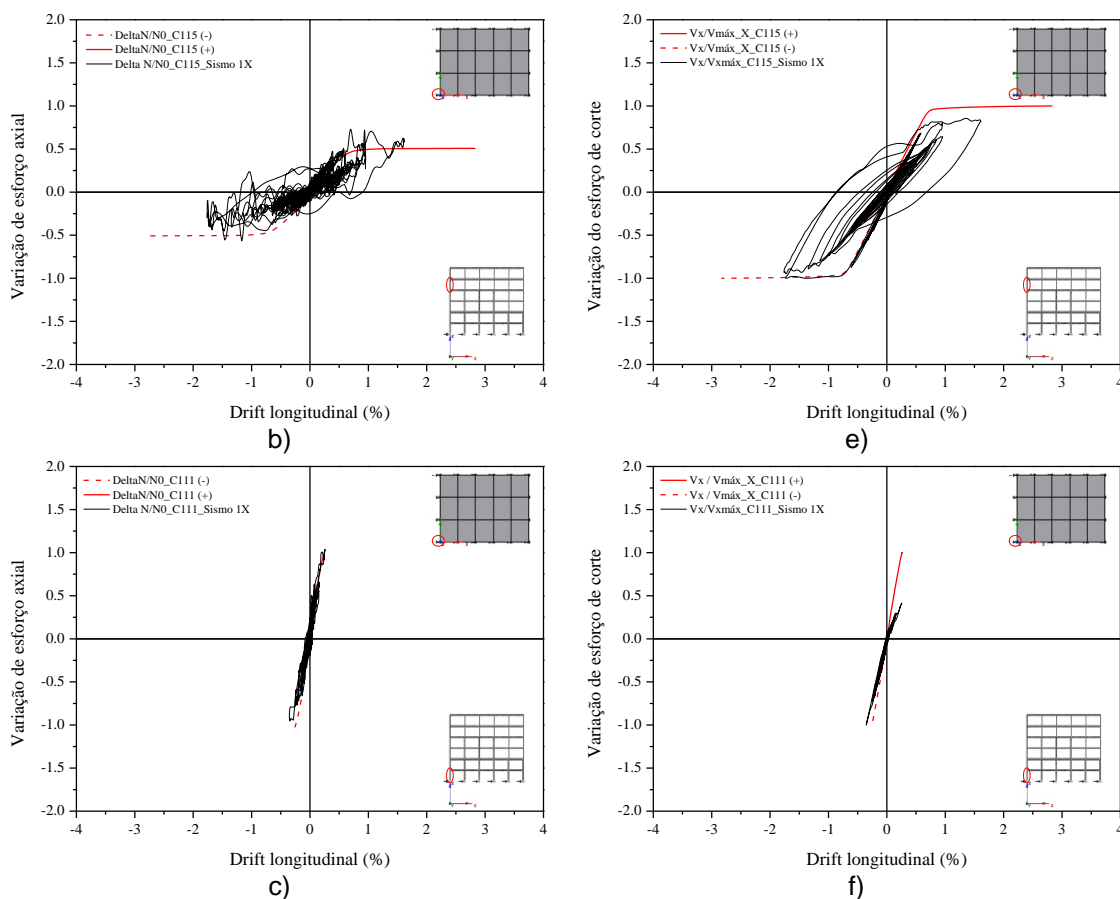 2.0
1.5
1.0
0.5
0.0
-0.5
-1.0
1.5
2.0
Variação de esforço axial
DeltaN/N0_C115 (-)
DeltaN/N0_C115 (+)
Delta N/N0_C115_Sismo 1X
-4 -3 -2 -1 0 1 2 3 4
Drift longitudinal (%)
b)
2.0
1.5
1.0
0.5
0.0
-0.5
-1.0
-1.5
2.0
Variação do esforço de corte
Vx/Vmáx_X_C115 (+)
Vx/Vmáx_X_C115 (-)
Vx/Vxmáx_C115_Sismo 1X
-4 -3 -2 -1 0 1 2 3 4
Drift longitudinal (%)
e)
2.0
1.5
1.0
0.5
0.0
-0.5
-1.0
-1.5
2.0
Variação de esforço axial
DeltaN/N0_C111 (-)
DeltaN/N0_C111 (+)
Delta N/N0_C111_Sismo 1X
-4 -3 -2 -1 0 1 2 3 4
Drift longitudinal (%)
c)
2.0
1.5
1.0
0.5
0.0
-0.5
-1.0
-1.5
2.0
Variação de esforço de corte
Vx / Vmáx_X_C111 (+)
Vx / Vmáx_X_C111 (-)
Vx/Vxmáx_C111_Sismo 1X
-4 -3 -2 -1 0 1 2 3 4
Drift longitudinal (%)
f)